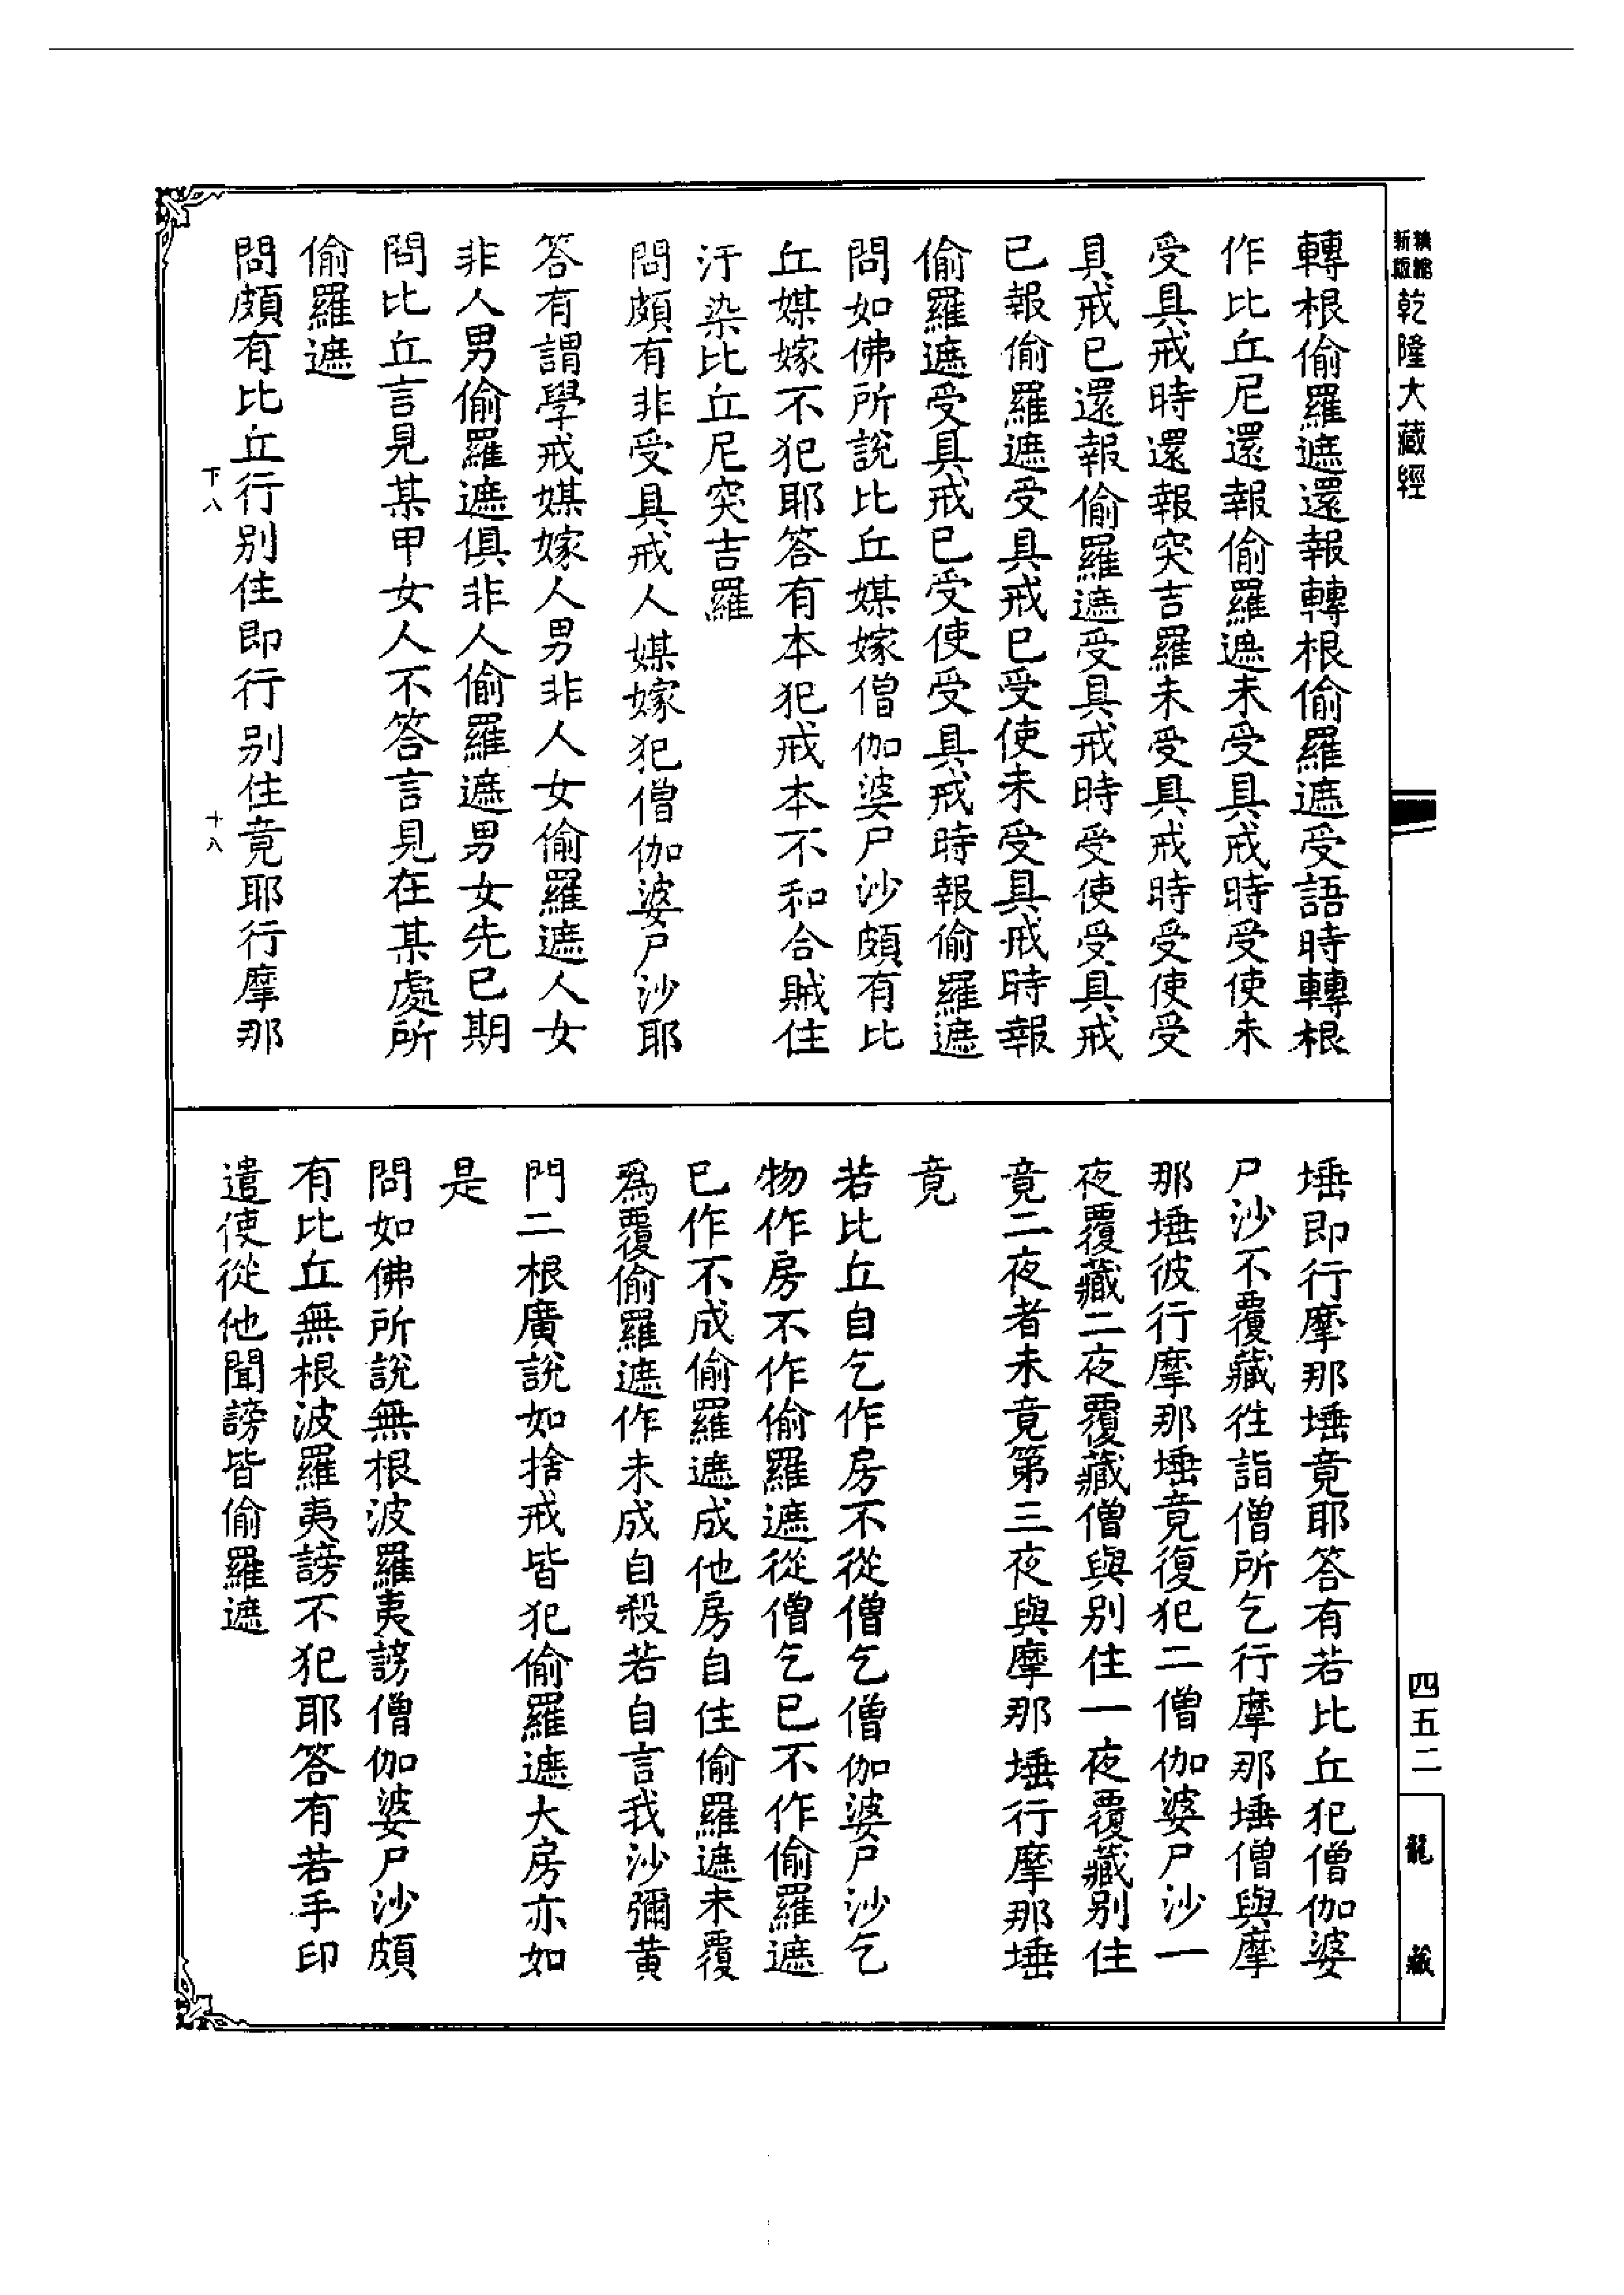 新版
乾隆大藏經
轉根偷羅遮還報轉根偷羅遮受語時轉根
作比丘尼還報偷羅遮未受具戒時受使未
受具戒時還報突吉羅未受具戒時受使受
具戒已還報偷羅遮受具戒時受使受具戒
已報偷羅遮受具戒已受使未受具戒時報
偷羅遮受具戒已受使受具戒時報偷羅遮
問如佛所說比丘媒嫁僧伽婆尸沙頗有比
丘媒嫁不犯耶答有本犯戒本不和合賊住
汙染比丘尼突吉羅
問頗有非受具戒人媒嫁犯僧伽婆尸沙耶
答有謂學戒媒嫁人男非人女偷羅遮人女
非人男偷羅遮俱非人偷羅遮男女先已期
問比丘言見某甲女人不答言見在某處所
偷羅遮
問頗有比丘行別住即行別住竟耶行摩那
下八
十八
埵即行摩那埵竟耶答有若比丘犯僧伽婆
尸沙不覆藏往詣僧所乞行摩那埵僧與摩
那埵彼行摩那埵竟復犯二僧伽婆尸沙一
夜覆藏二夜覆藏僧與別住一夜覆藏別住
竟二夜者未竟第三夜與摩那埵行摩那埵
竟
若比丘自乞作房不從僧乞僧伽婆尸沙乞
物作房不作偷羅遮從僧乞已不作偷羅遮
已作不成偷羅遮成他房自住偷羅遮未覆
爲覆偷羅遮作未成自殺若自言我沙彌黃
門二根廣說如捨戒皆犯偷羅遮大房亦如
是
問如佛所說無根波羅夷謗僧伽婆尸沙頗
有比丘無根波羅夷謗不犯耶答有若手印
遣使從他聞謗皆偷羅遮
四五二
龍藏